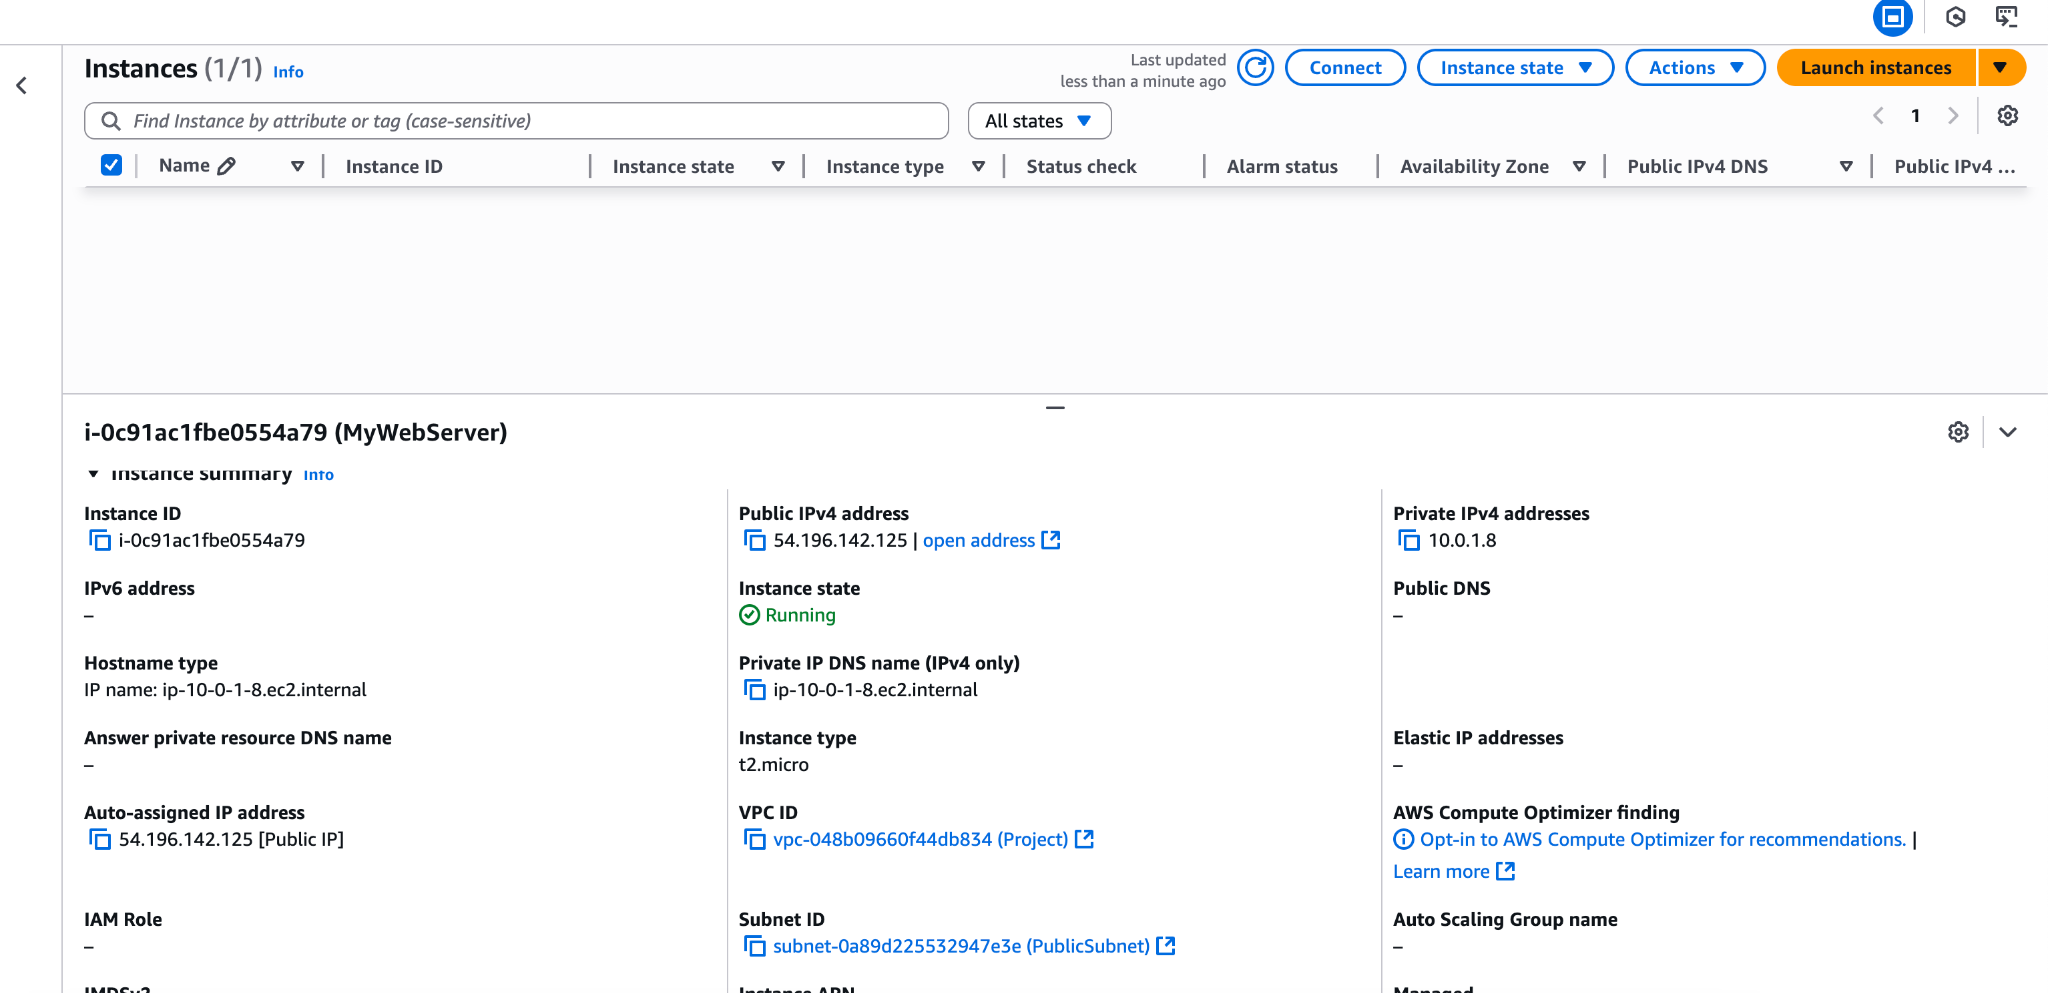 Instances (1/1) Info
Last updated
less than a minute ago
Connect
Instance state
Actions
Launch instances
Find Instance by attribute or tag (case-sensitive)
All states
1
Name
Instance ID
Instance state
Instance type
Status check
Alarm status
Availability Zone
Public IPv4 DNS
Public IPv4 ...
i-0c91ac1fbe0554a79 (MyWebServer)
Instance summary Info
Instance ID
i-0c91ac1fbe0554a79
Public IPv4 address
54.196.142.125 | open address
Private IPv4 addresses
10.0.1.8
IPv6 address
–
Instance state
Running
Public DNS
–
Hostname type
IP name: ip-10-0-1-8.ec2.internal
Private IP DNS name (IPv4 only)
ip-10-0-1-8.ec2.internal
Answer private resource DNS name
–
Instance type
t2.micro
Elastic IP addresses
–
Auto-assigned IP address
54.196.142.125 [Public IP]
VPC ID
vpc-048b09660f44db834 (Project)
AWS Compute Optimizer finding
Opt-in to AWS Compute Optimizer for recommendations. |
Learn more
IAM Role
–
Subnet ID
subnet-0a89d225532947e3e (PublicSubnet)
Auto Scaling Group name
–
IMDSv2
Instance ARN
Managed